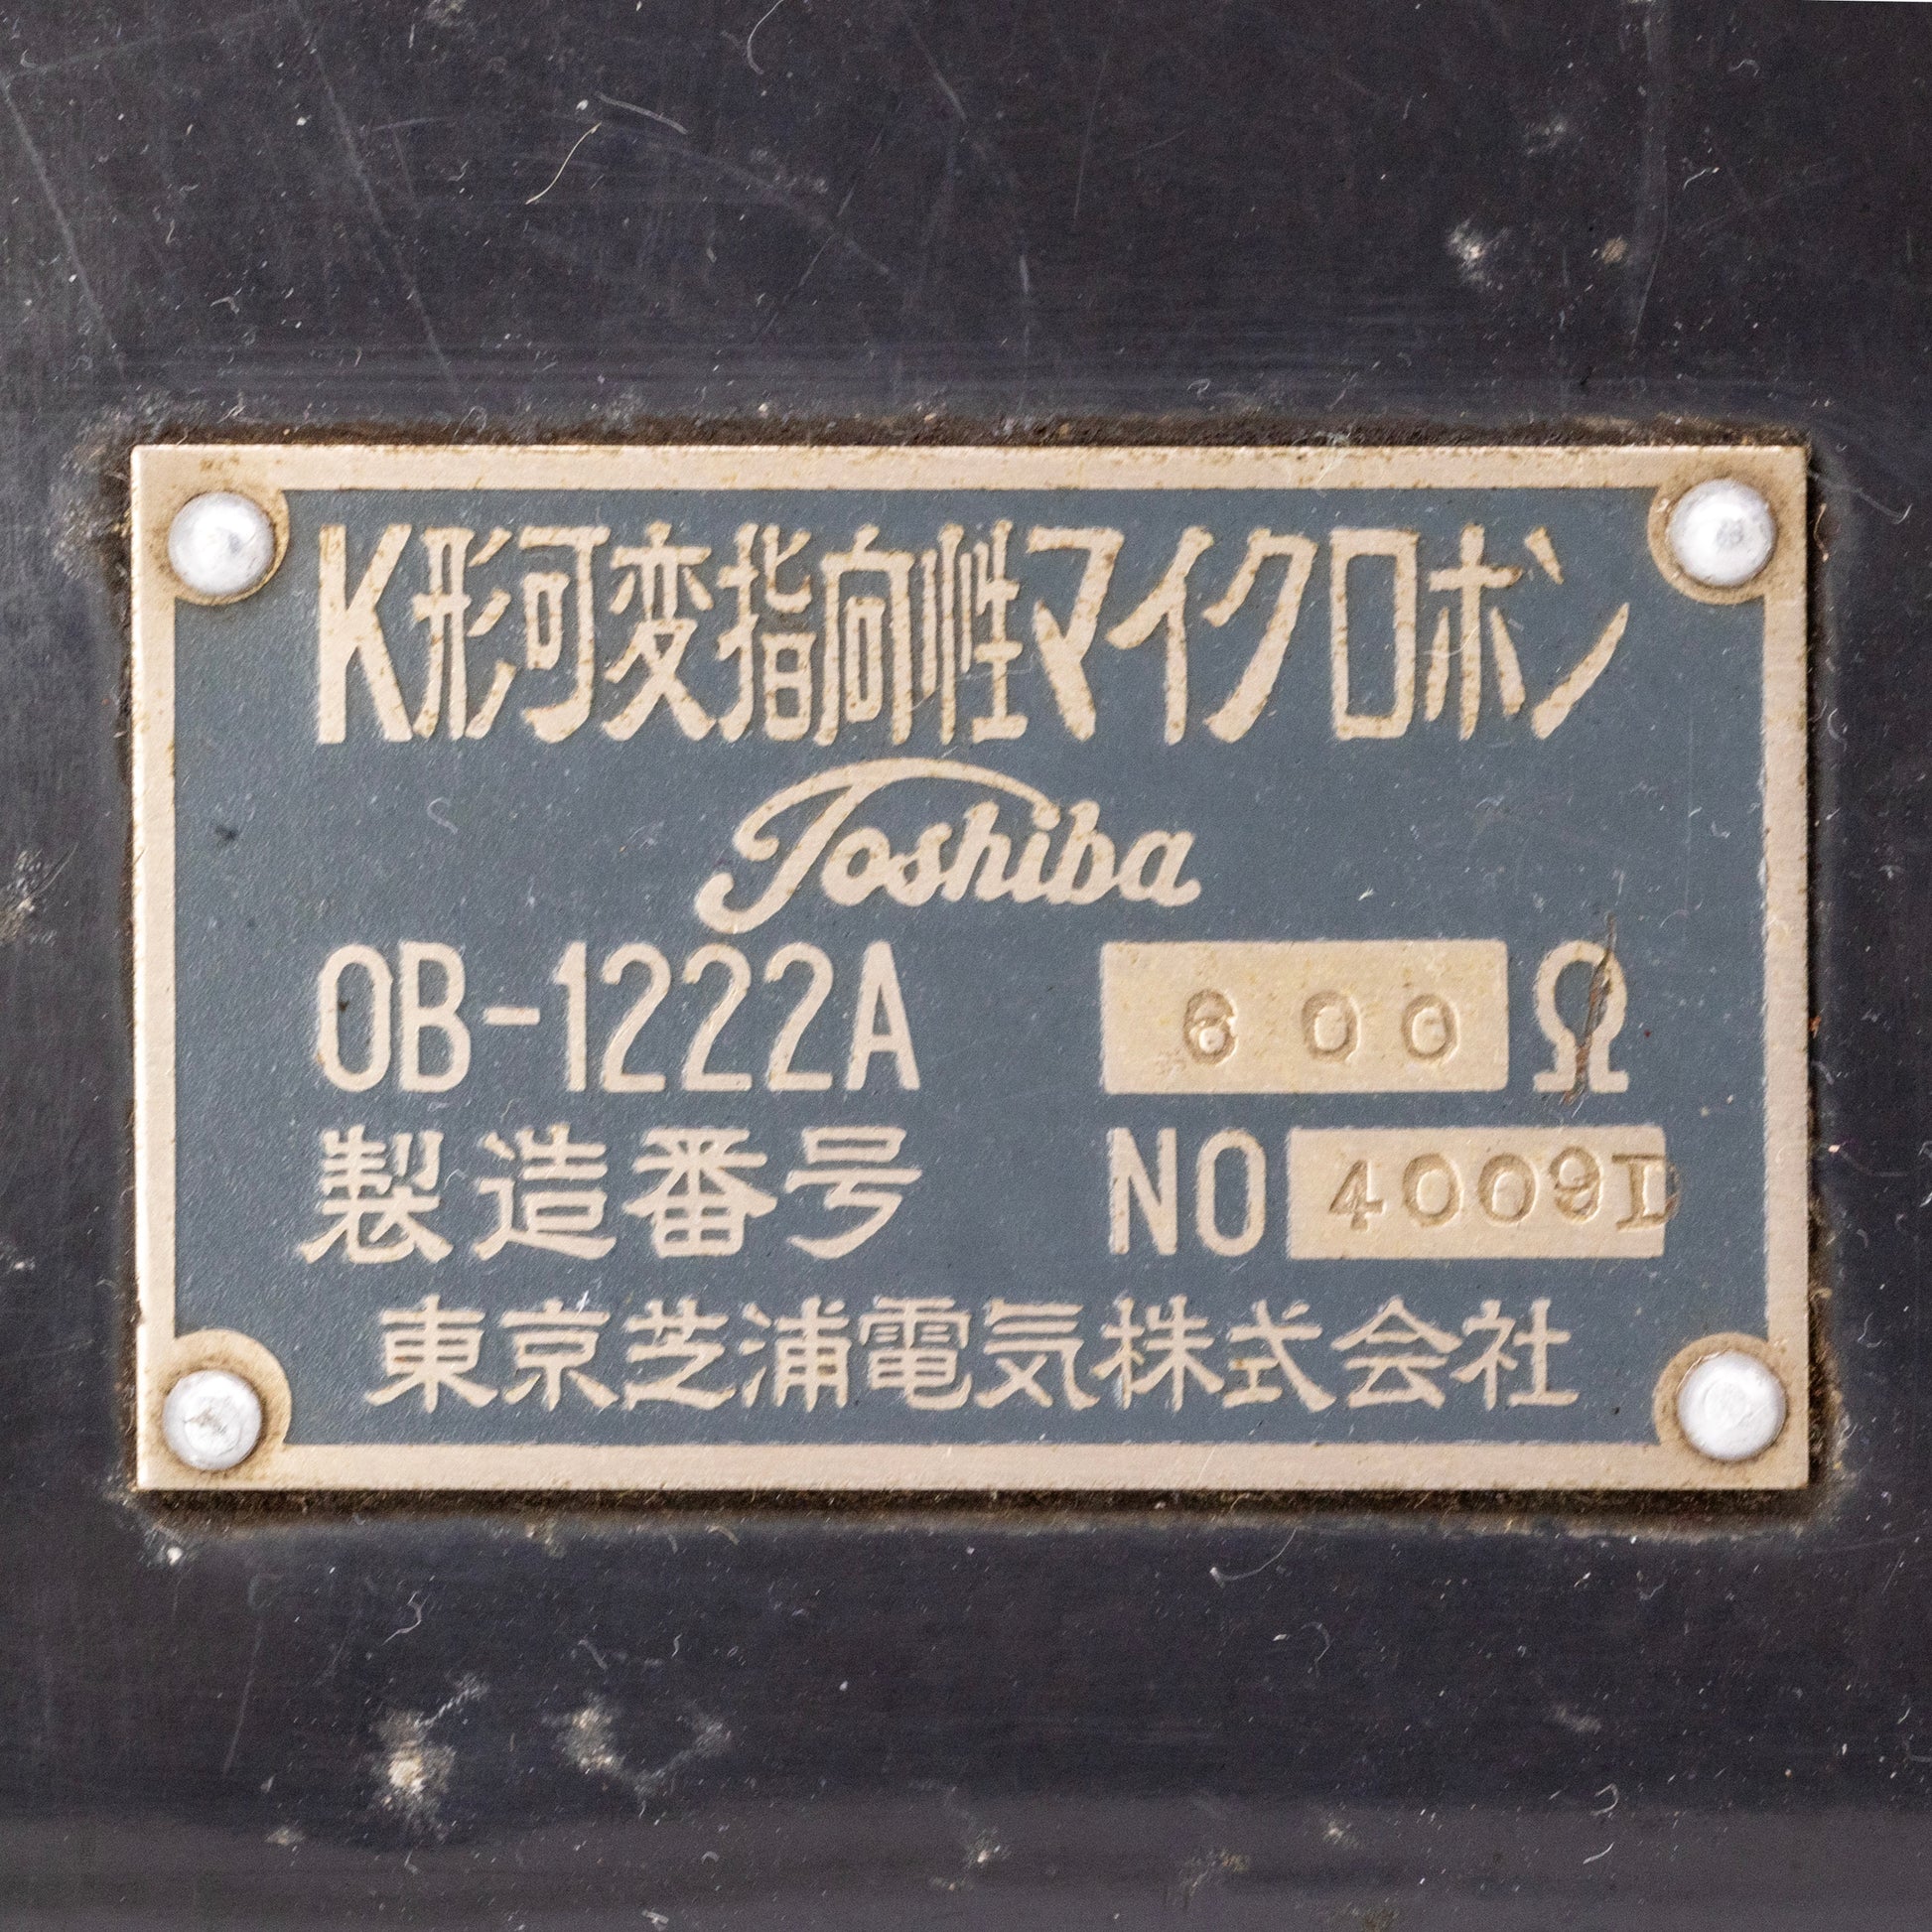 K形可変指向性マイクロホン
Toshiba
OB-1222A 600 Ω
製造番号 NO 4009D
東京芝浦電気株式会社